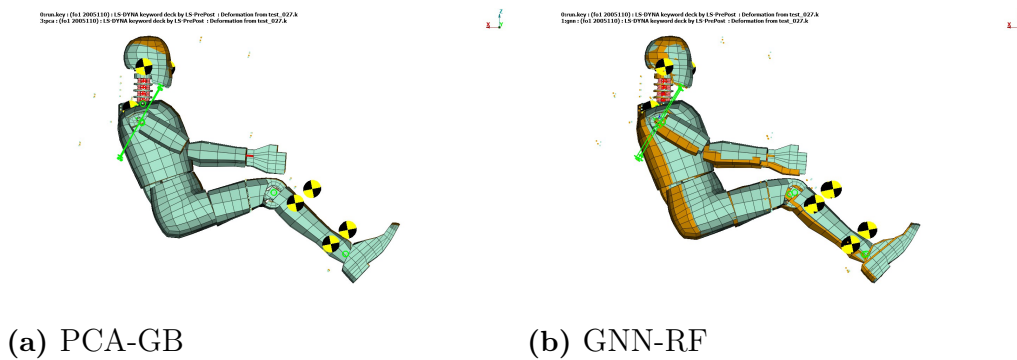 0:run.key : (fo1 2005110) : LS-DYNA keyword deck by LS-PrePost : Deformation from test_027.k
3:pca : (fo1 2005110) : LS-DYNA keyword deck by LS-PrePost : Deformation from test_027.k
0:run.key : (fo1 2005110) : LS-DYNA keyword deck by LS-PrePost : Deformation from test_027.k
1:gnn : (fo1 2005110) : LS-DYNA keyword deck by LS-PrePost : Deformation from test_027.k
(a) PCA-GB
(b) GNN-RF